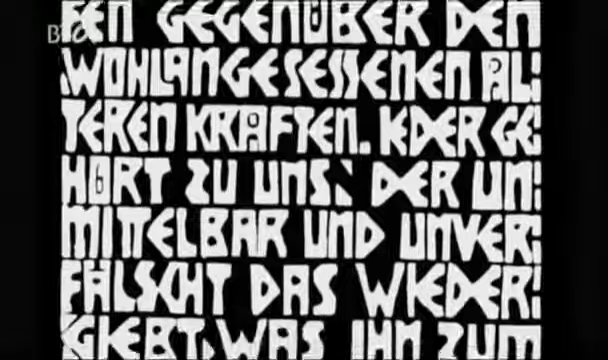 FEN GEGENÜBER DEN
WOHLANGESESSENEN ÄL:
TEREN KRÄFTEN. JEDER GE:
HÖRT ZU UNS, DER UN:
MITTELBAR UND UNVER:
FÄLSCHT DAS WIEDER:
GIEBT, WAS IHN ZUM